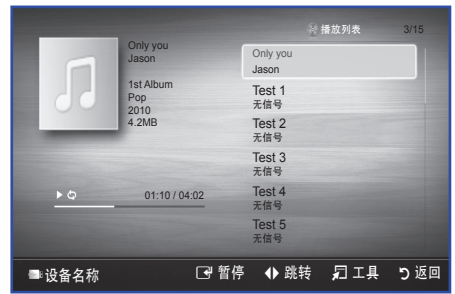 播放列表 3/15
Only you
Jason
1st Album
Pop
2010
4.2MB
01:10 / 04:02
Only you
Jason
Test 1
无信号
Test 2
无信号
Test 3
无信号
Test 4
无信号
Test 5
无信号
设备名称 暂停 跳转 工具 返回